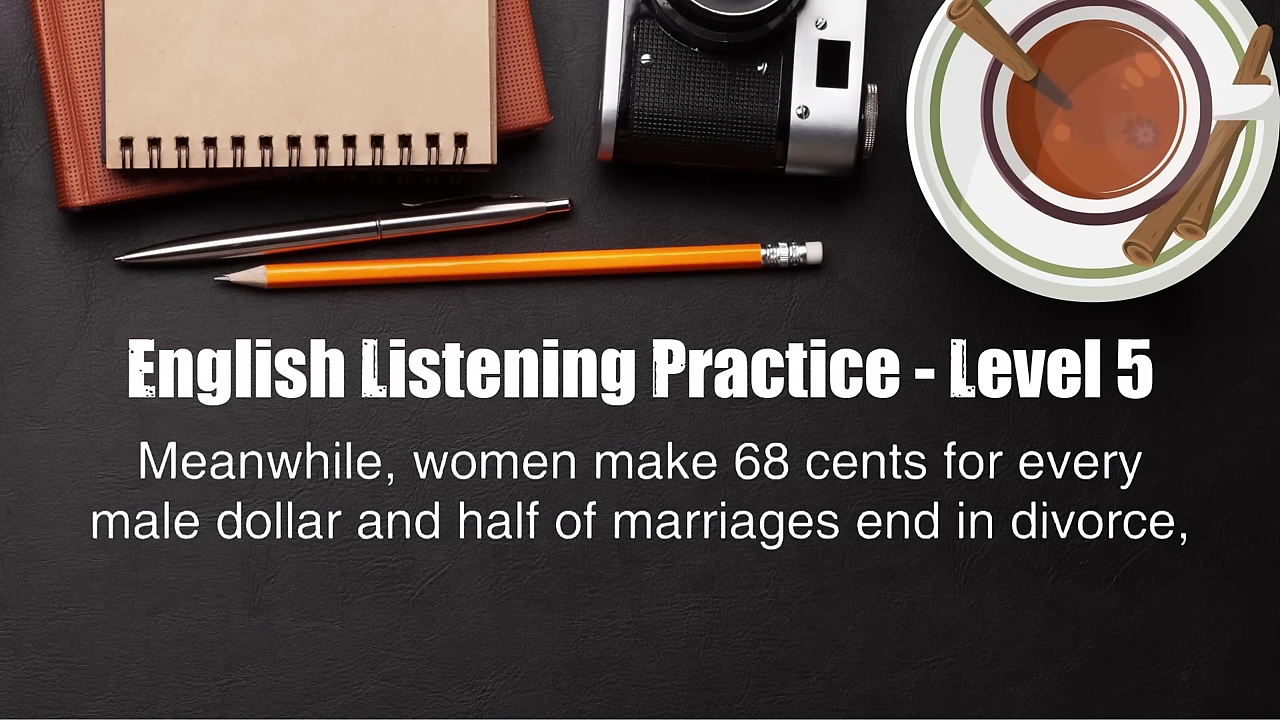 English Listening Practice - Level 5
Meanwhile, women make 68 cents for every
male dollar and half of marriages end in divorce,